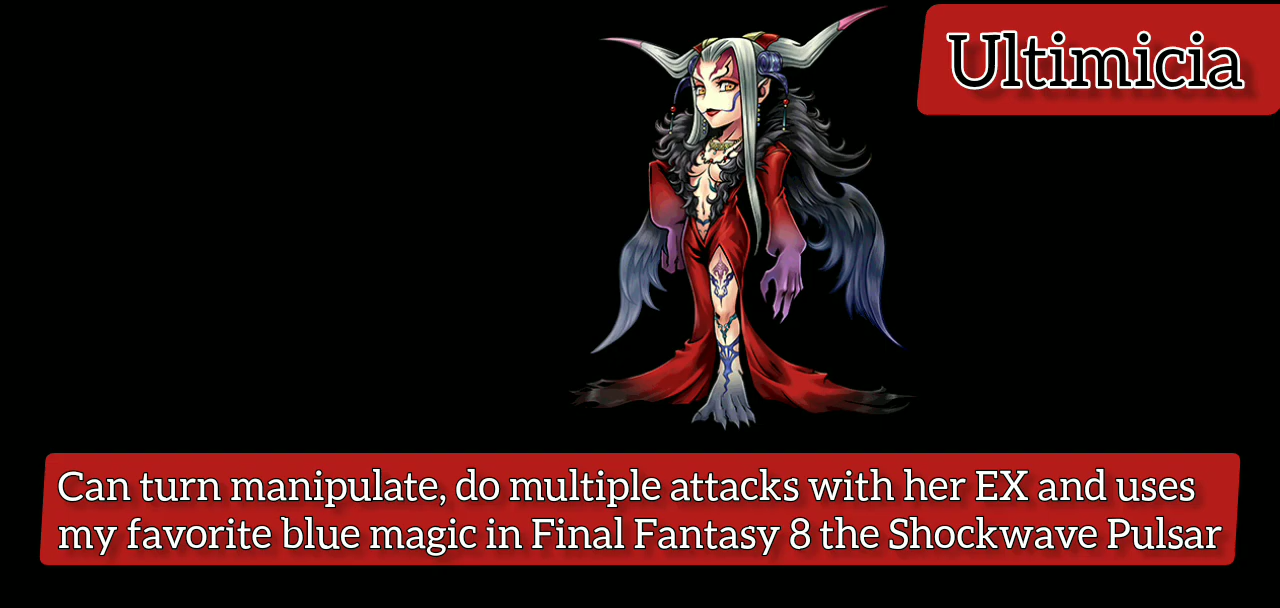 Ultimicia
Can turn manipulate, do multiple attacks with her EX and uses
my favorite blue magic in Final Fantasy 8 the Shockwave Pulsar